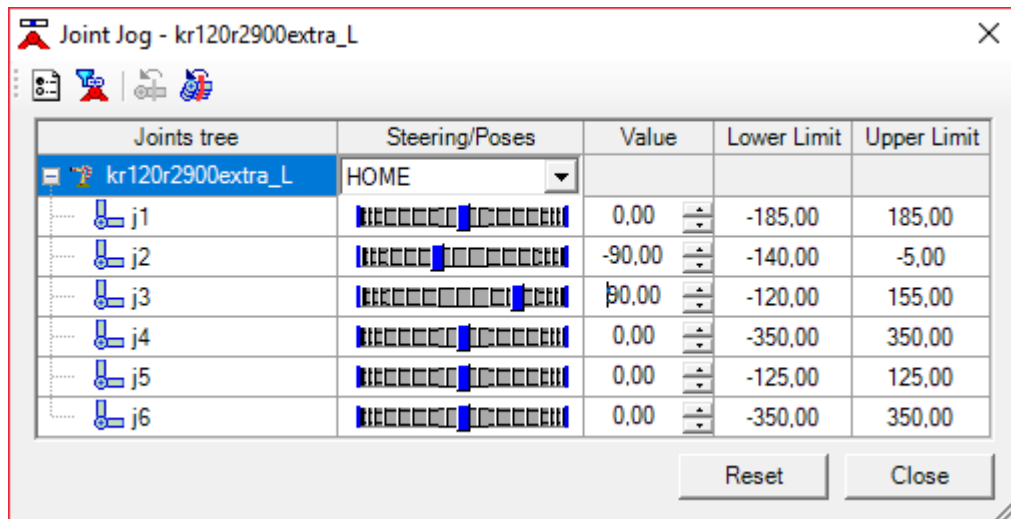 Joint Jog - kr120r2900extra_L
Joints tree Steering/Poses Value Lower Limit Upper Limit
kr120r2900extra_L HOME
j1 0,00 -185,00 185,00
j2 -90,00 -140,00 -5,00
j3 90,00 -120,00 155,00
j4 0,00 -350,00 350,00
j5 0,00 -125,00 125,00
j6 0,00 -350,00 350,00
Reset Close